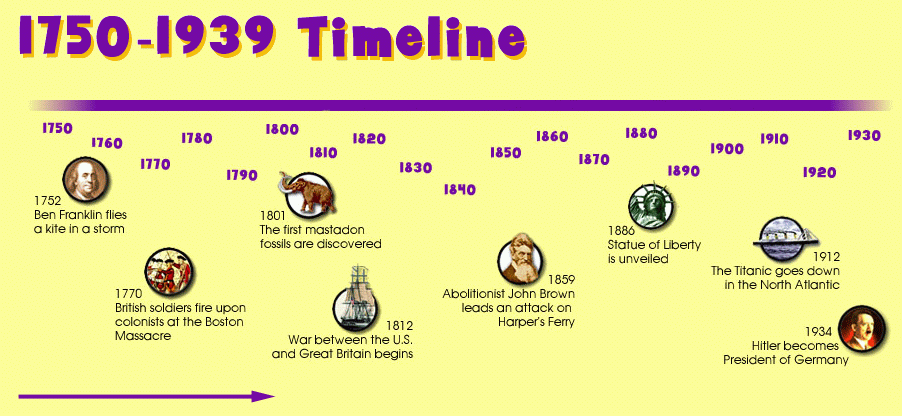 1750-1939 Timeline
1750
1760
1770
1780
1790
1800
1810
1820
1830
1840
1850
1860
1870
1880
1890
1900
1910
1920
1930
1752
Ben Franklin flies
a kite in a storm
1770
British soldiers fire upon
colonists at the Boston
Massacre
1801
The first mastadon
fossils are discovered
1812
War between the U.S.
and Great Britain begins
1859
Abolitionist John Brown
leads an attack on
Harper's Ferry
1886
Statue of Liberty
is unveiled
1912
The Titanic goes down
in the North Atlantic
1934
Hitler becomes
President of Germany